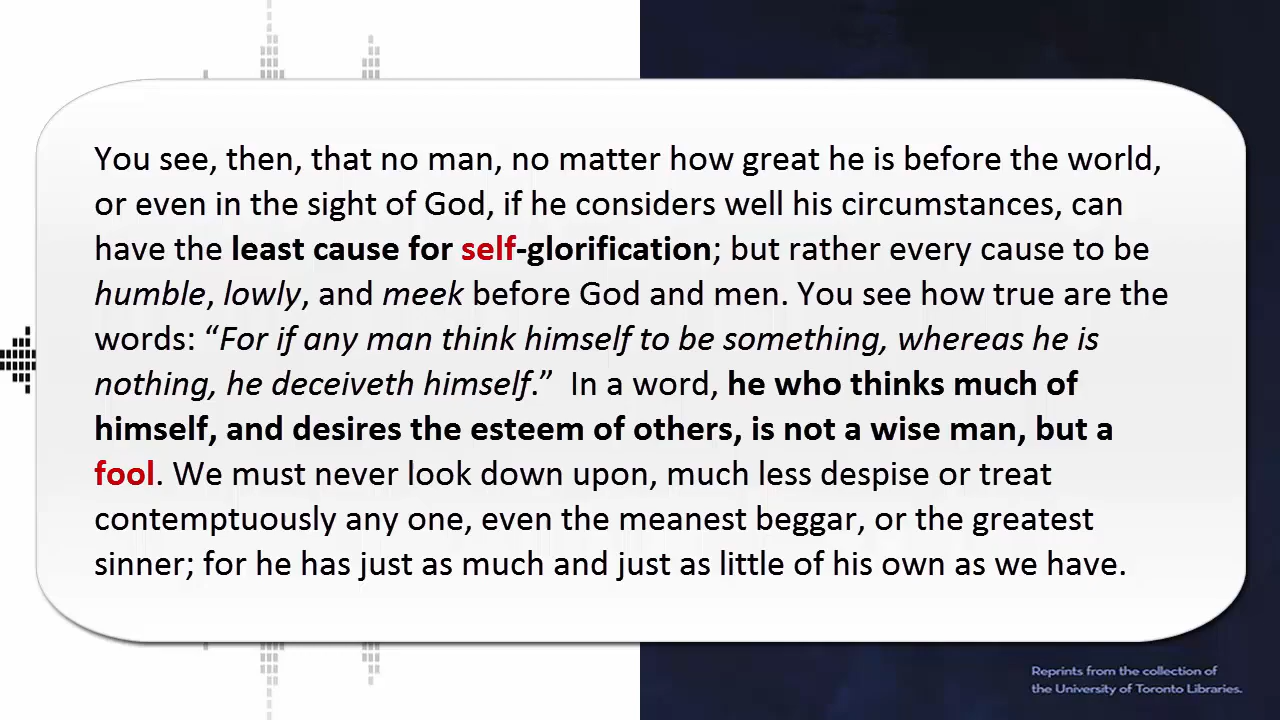 You see, then, that no man, no matter how great he is before the world,
or even in the sight of God, if he considers well his circumstances, can
have the least cause for self-glorification; but rather every cause to be
humble, lowly, and meek before God and men. You see how true are the
words: “For if any man think himself to be something, whereas he is
nothing, he deceiveth himself.”  In a word, he who thinks much of
himself, and desires the esteem of others, is not a wise man, but a
fool. We must never look down upon, much less despise or treat
contemptuously any one, even the meanest beggar, or the greatest
sinner; for he has just as much and just as little of his own as we have.
Reprints from the collection of
the University of Toronto Libraries.